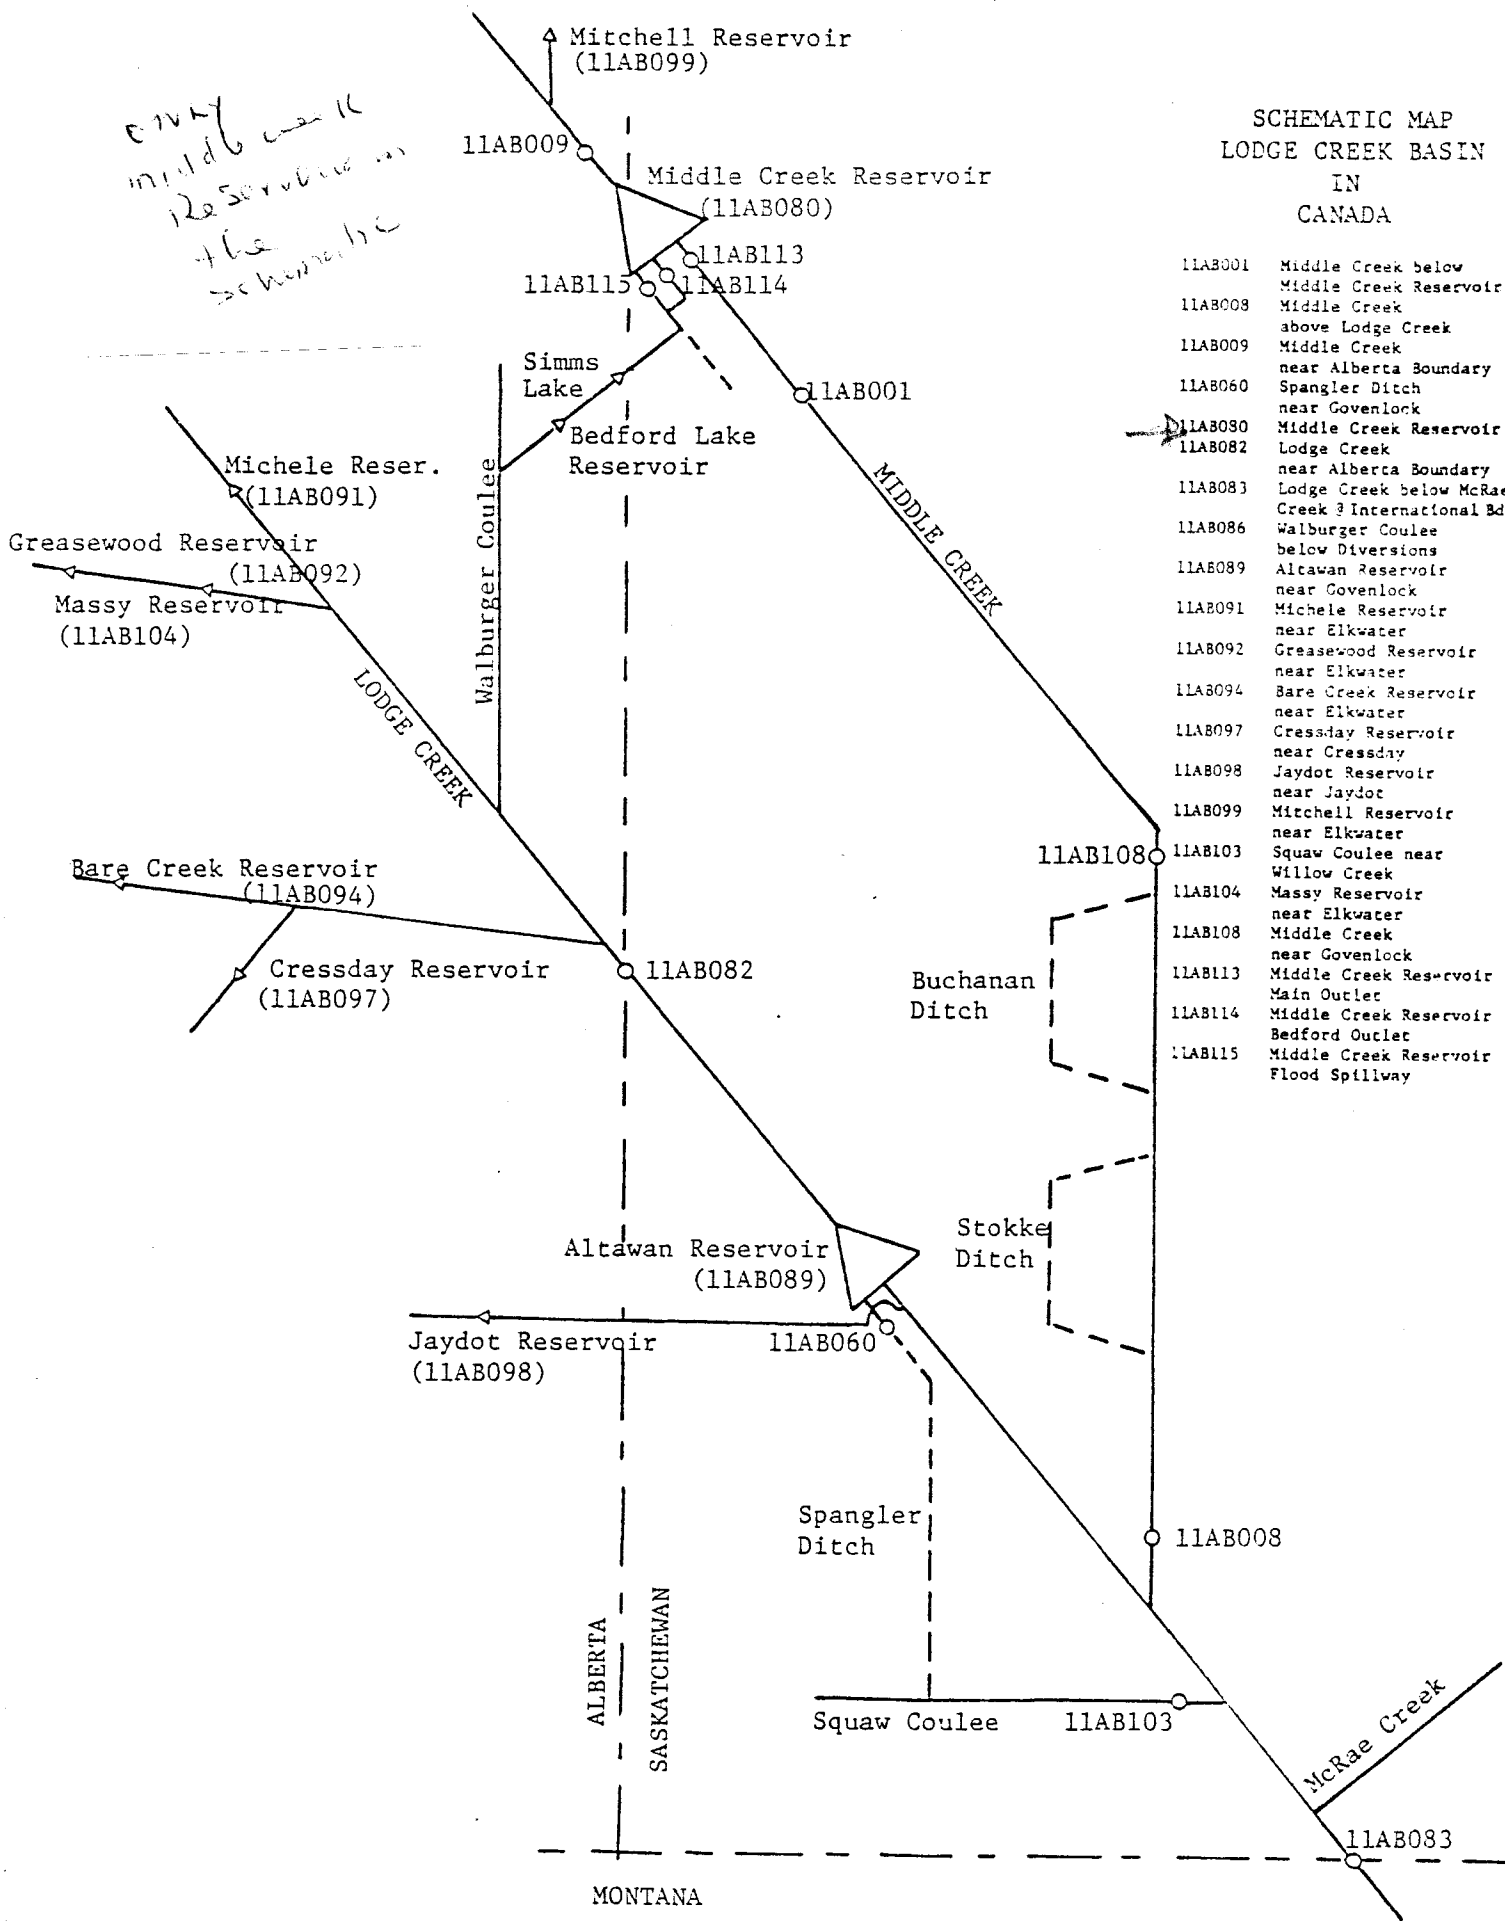 Mitchell Reservoir
(11AB099)
only
middle creek
Reservoir in
the
schematic
11AB009
Middle Creek Reservoir
(11AB080)
11AB113
11AB115
11AB114
Simms
Lake
11AB001
Bedford Lake
Reservoir
Michele Reser.
(11AB091)
Walburger Coulee
MIDDLE CREEK
Greasewood Reservoir
(11AB092)
Massy Reservoir
(11AB104)
LODGE CREEK
Bare Creek Reservoir
(11AB094)
11AB108
Cressday Reservoir
(11AB097)
11AB082
Buchanan
Ditch
Stokke
Ditch
Altawan Reservoir
(11AB089)
Jaydot Reservoir
(11AB098)
11AB060
Spangler
Ditch
11AB008
ALBERTA
SASKATCHEWAN
Squaw Coulee
11AB103
McRae Creek
11AB083
MONTANA
SCHEMATIC MAP
LODGE CREEK BASIN
IN
CANADA
11AB001 Middle Creek below
Middle Creek Reservoir
11AB008 Middle Creek
above Lodge Creek
11AB009 Middle Creek
near Alberta Boundary
11AB060 Spangler Ditch
near Govenlock
11AB080 Middle Creek Reservoir
11AB082 Lodge Creek
near Alberta Boundary
11AB083 Lodge Creek below McRae
Creek @ International Bd
11AB086 Walburger Coulee
below Diversions
11AB089 Altawan Reservoir
near Govenlock
11AB091 Michele Reservoir
near Elkwater
11AB092 Greasewood Reservoir
near Elkwater
11AB094 Bare Creek Reservoir
near Elkwater
11AB097 Cressday Reservoir
near Cressday
11AB098 Jaydot Reservoir
near Jaydot
11AB099 Mitchell Reservoir
near Elkwater
11AB103 Squaw Coulee near
Willow Creek
11AB104 Massy Reservoir
near Elkwater
11AB108 Middle Creek
near Govenlock
11AB113 Middle Creek Reservoir
Main Outlet
11AB114 Middle Creek Reservoir
Bedford Outlet
11AB115 Middle Creek Reservoir
Flood Spillway